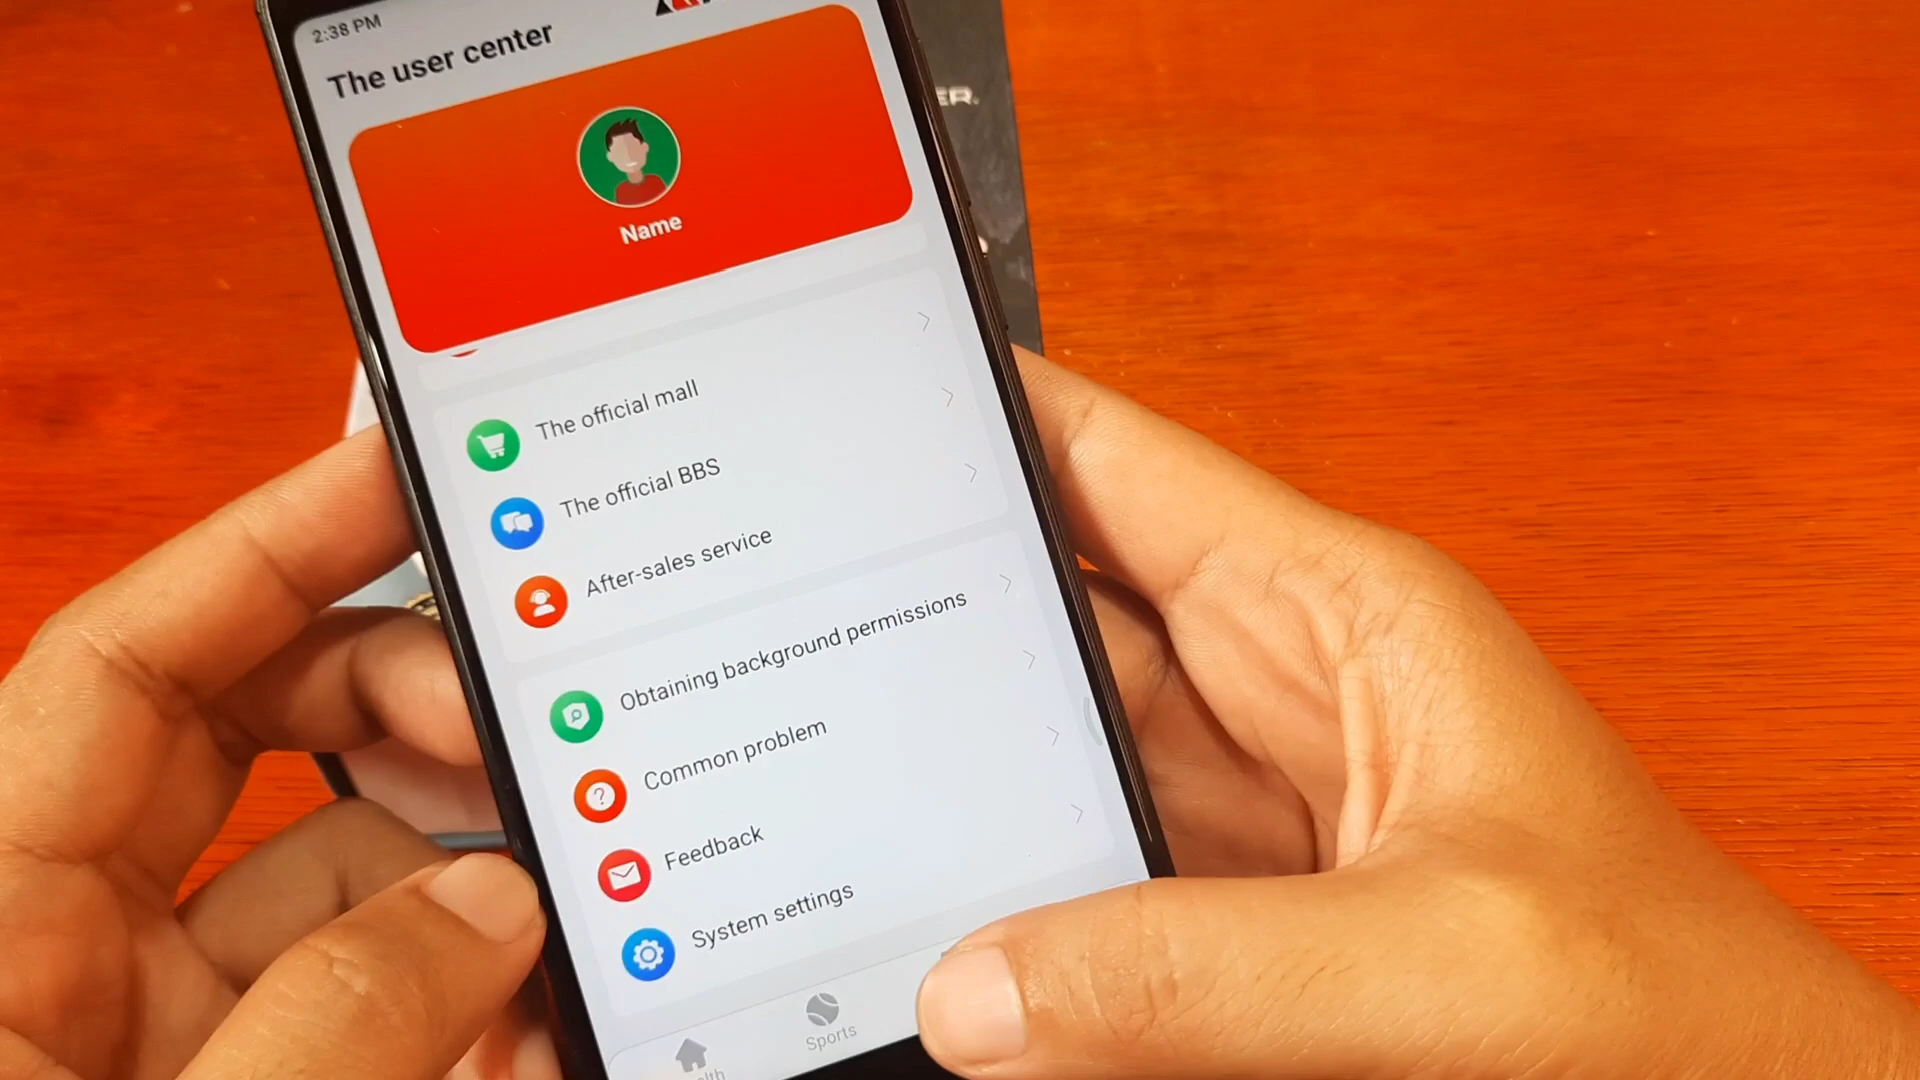 2:38 PM
The user center
Name
The official mall
The official BBS
After-sales service
Obtaining background permissions
Common problem
Feedback
System settings
Sports